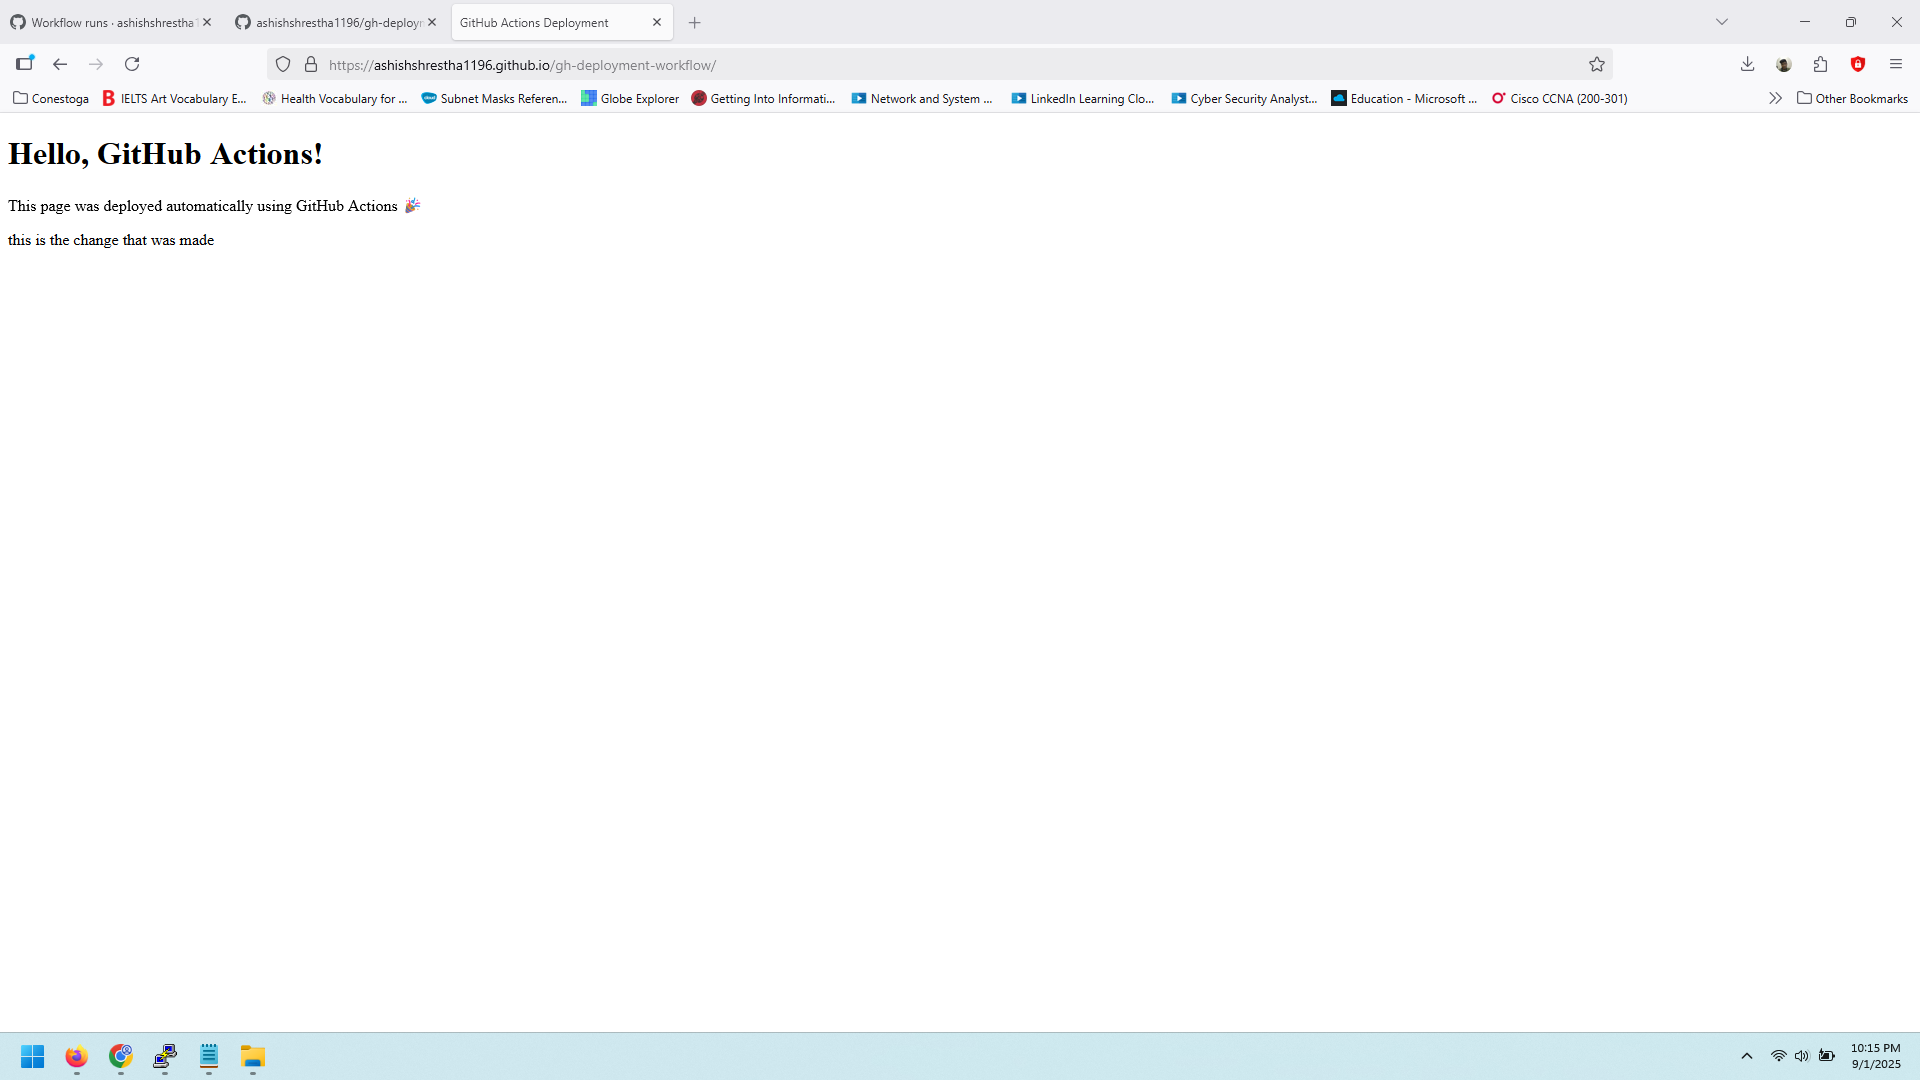 Workflow runs · ashishshrestha1
ashishshrestha1196/gh-deploym
GitHub Actions Deployment
https://ashishshrestha1196.github.io/gh-deployment-workflow/
Conestoga
IELTS Art Vocabulary E...
Health Vocabulary for ...
Subnet Masks Referen...
Globe Explorer
Getting Into Informati...
Network and System ...
LinkedIn Learning Clo...
Cyber Security Analyst...
Education - Microsoft ...
Cisco CCNA (200-301)
Other Bookmarks
Hello, GitHub Actions!
This page was deployed automatically using GitHub Actions 🎉
this is the change that was made
10:15 PM
9/1/2025